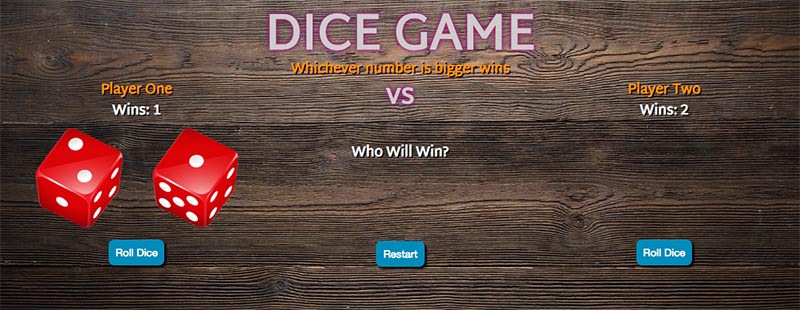 DICE GAME
Whichever number is bigger wins
Player One
Wins: 1
VS
Player Two
Wins: 2
Who Will Win?
Roll Dice
Restart
Roll Dice